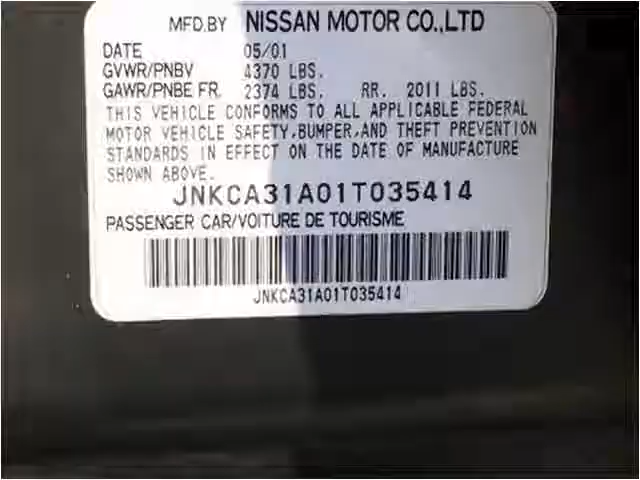 MFD.BY NISSAN MOTOR CO.,LTD
DATE 05/01
GVWR/PNBV 4370 LBS.
GAWR/PNBE FR. 2374 LBS. RR. 2011 LBS.
THIS VEHICLE CONFORMS TO ALL APPLICABLE FEDERAL
MOTOR VEHICLE SAFETY,BUMPER,AND THEFT PREVENTION
STANDARDS IN EFFECT ON THE DATE OF MANUFACTURE
SHOWN ABOVE.
JNKCA31A01T035414
PASSENGER CAR/VOITURE DE TOURISME
JNKCA31A01T035414